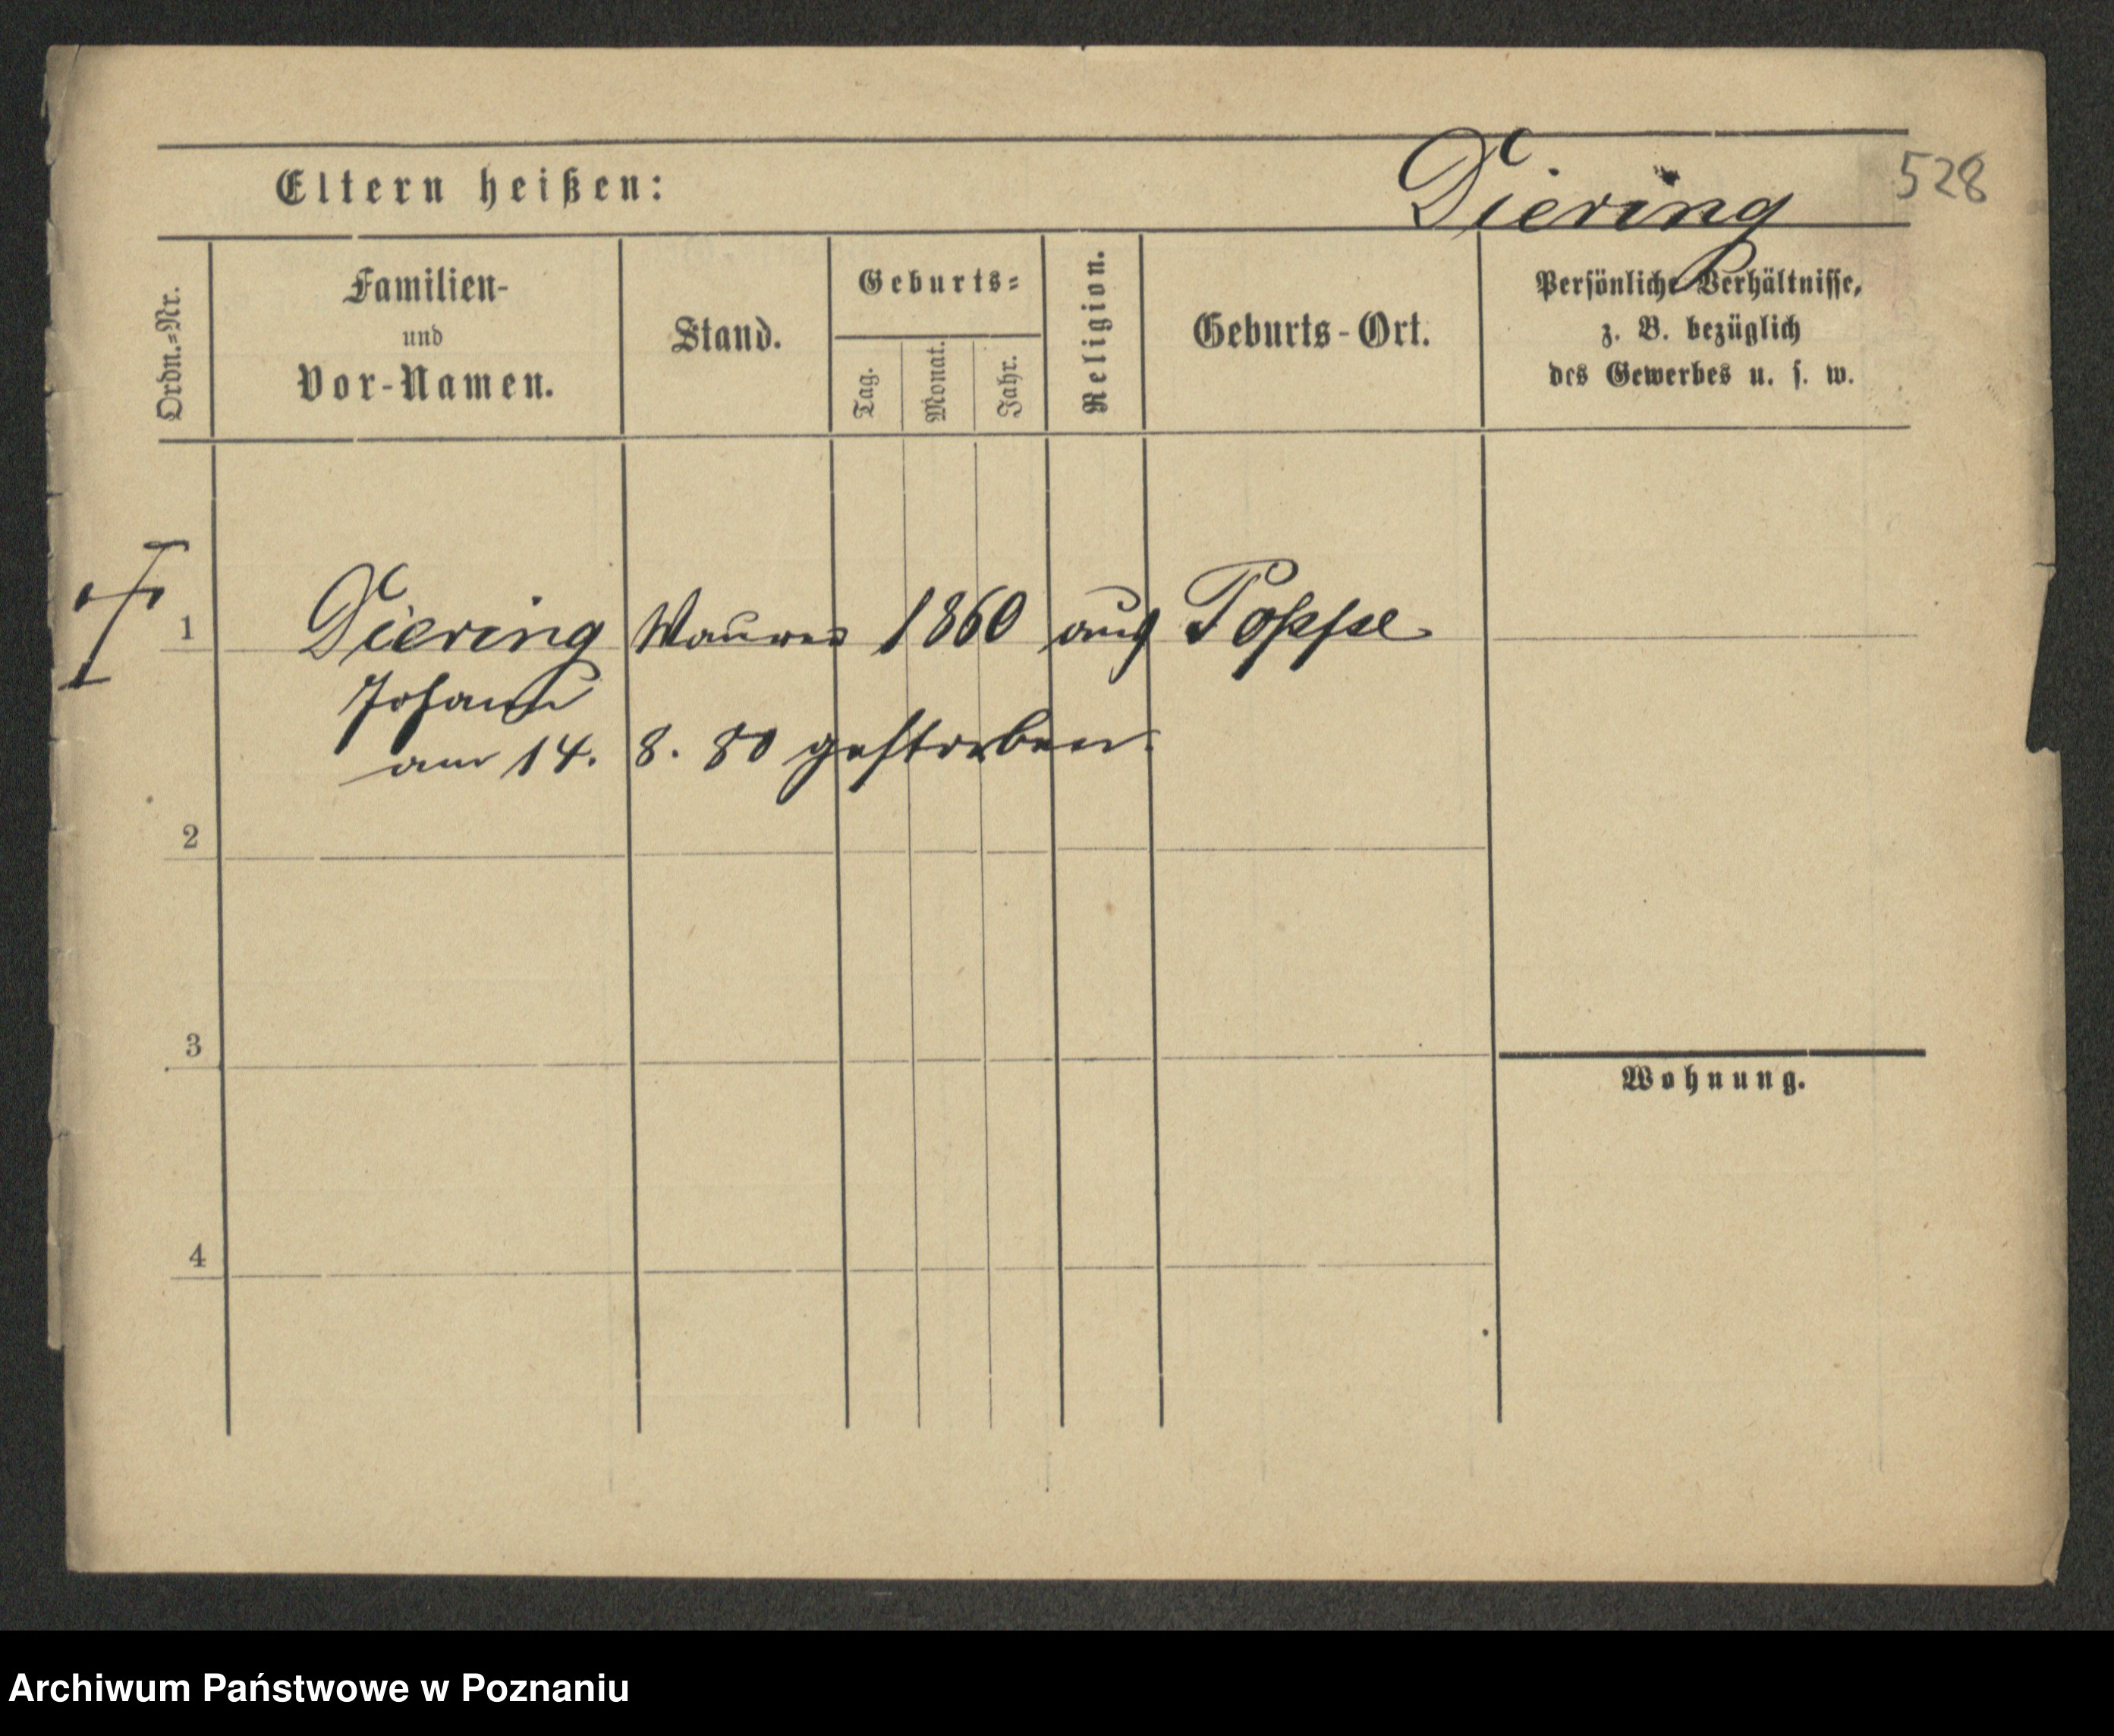 Eltern heißen:
Diering
528
Ordn.=Nr.
Familien-
und
Vor-Namen.
Stand.
Geburts=
Tag.
Monat.
Jahr.
Religion.
Geburts-Ort.
Persönliche Verhältnisse,
z. B. bezüglich
des Gewerbes u. s. w.
1 Diering Maurer 1860 aus
Johann
am 14. 8. 80 gestorben.
2
3
Wohnung.
4
Archiwum Państwowe w Poznaniu